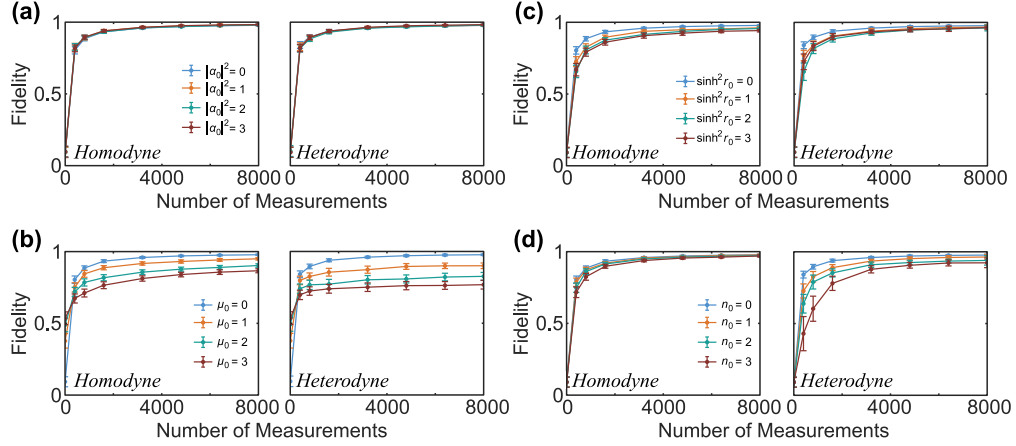 (a)
Fidelity
1
0.5
0
|α₀|² = 0
|α₀|² = 1
|α₀|² = 2
|α₀|² = 3
Homodyne
Heterodyne
0 4000 0 4000 8000
Number of Measurements
(c)
Fidelity
1
0.5
0
sinh² r₀ = 0
sinh² r₀ = 1
sinh² r₀ = 2
sinh² r₀ = 3
Homodyne
Heterodyne
0 4000 0 4000 8000
Number of Measurements
(b)
Fidelity
1
0.5
0
μ₀ = 0
μ₀ = 1
μ₀ = 2
μ₀ = 3
Homodyne
Heterodyne
0 4000 8000 4000 8000
Number of Measurements
(d)
Fidelity
1
0.5
0
n₀ = 0
n₀ = 1
n₀ = 2
n₀ = 3
Homodyne
Heterodyne
0 4000 8000 4000 8000
Number of Measurements